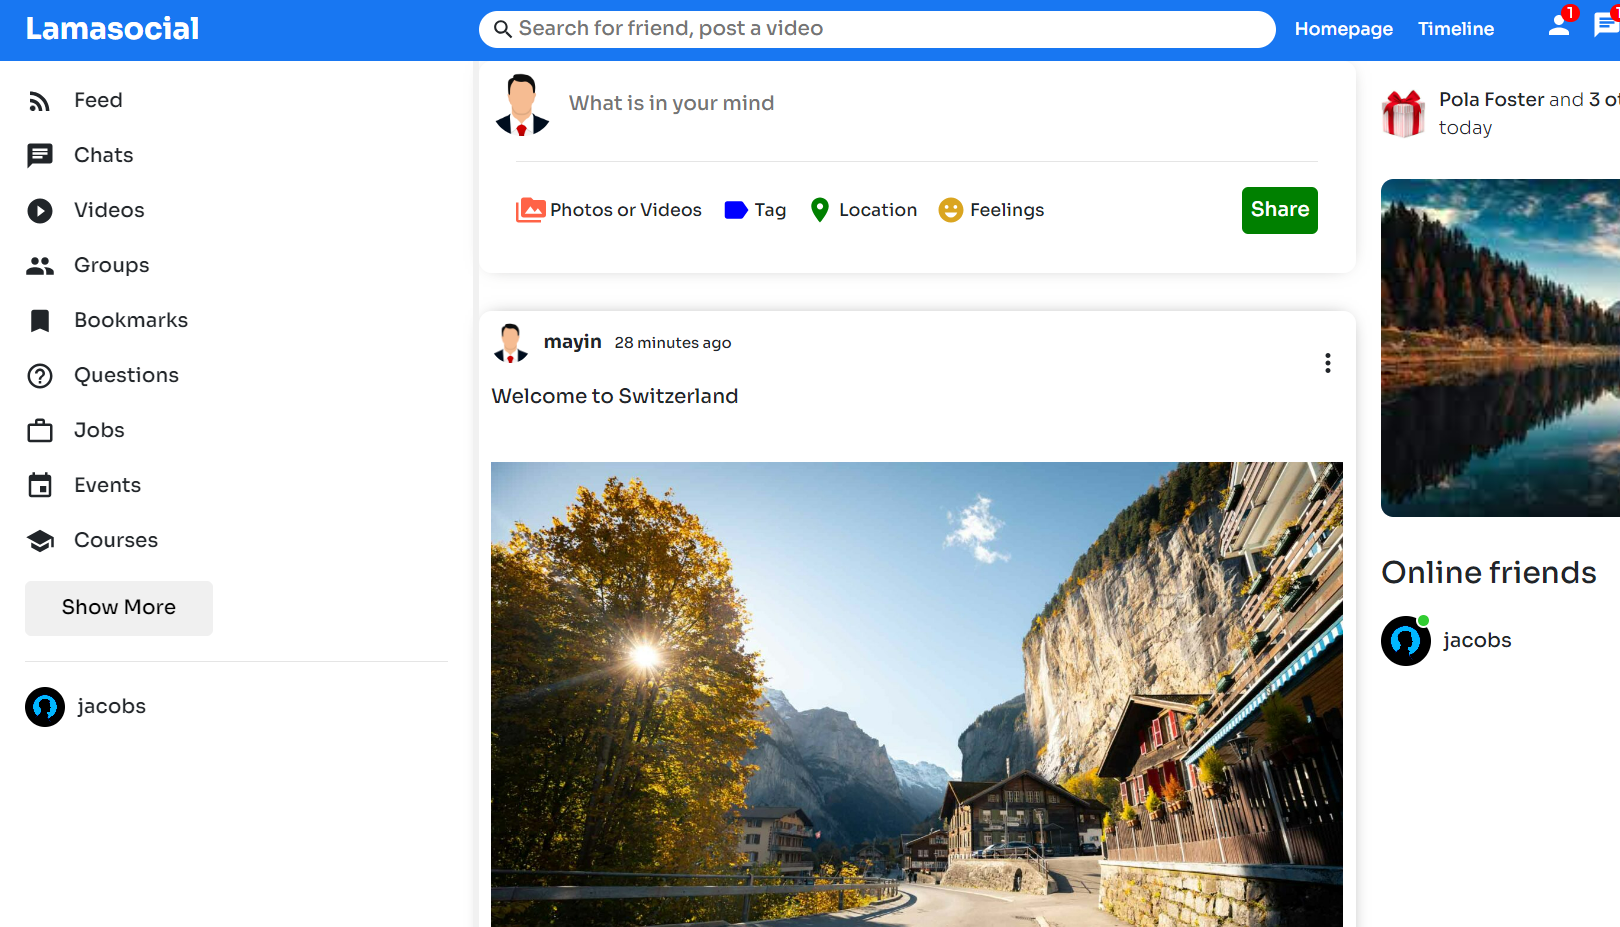 Lamasocial
Search for friend, post a video
Homepage
Timeline
1
Feed
Chats
Videos
Groups
Bookmarks
Questions
Jobs
Events
Courses
Show More
jacobs
What is in your mind
Photos or Videos
Tag
Location
Feelings
Share
mayin 28 minutes ago
Welcome to Switzerland
Pola Foster and 3
today
Online friends
jacobs